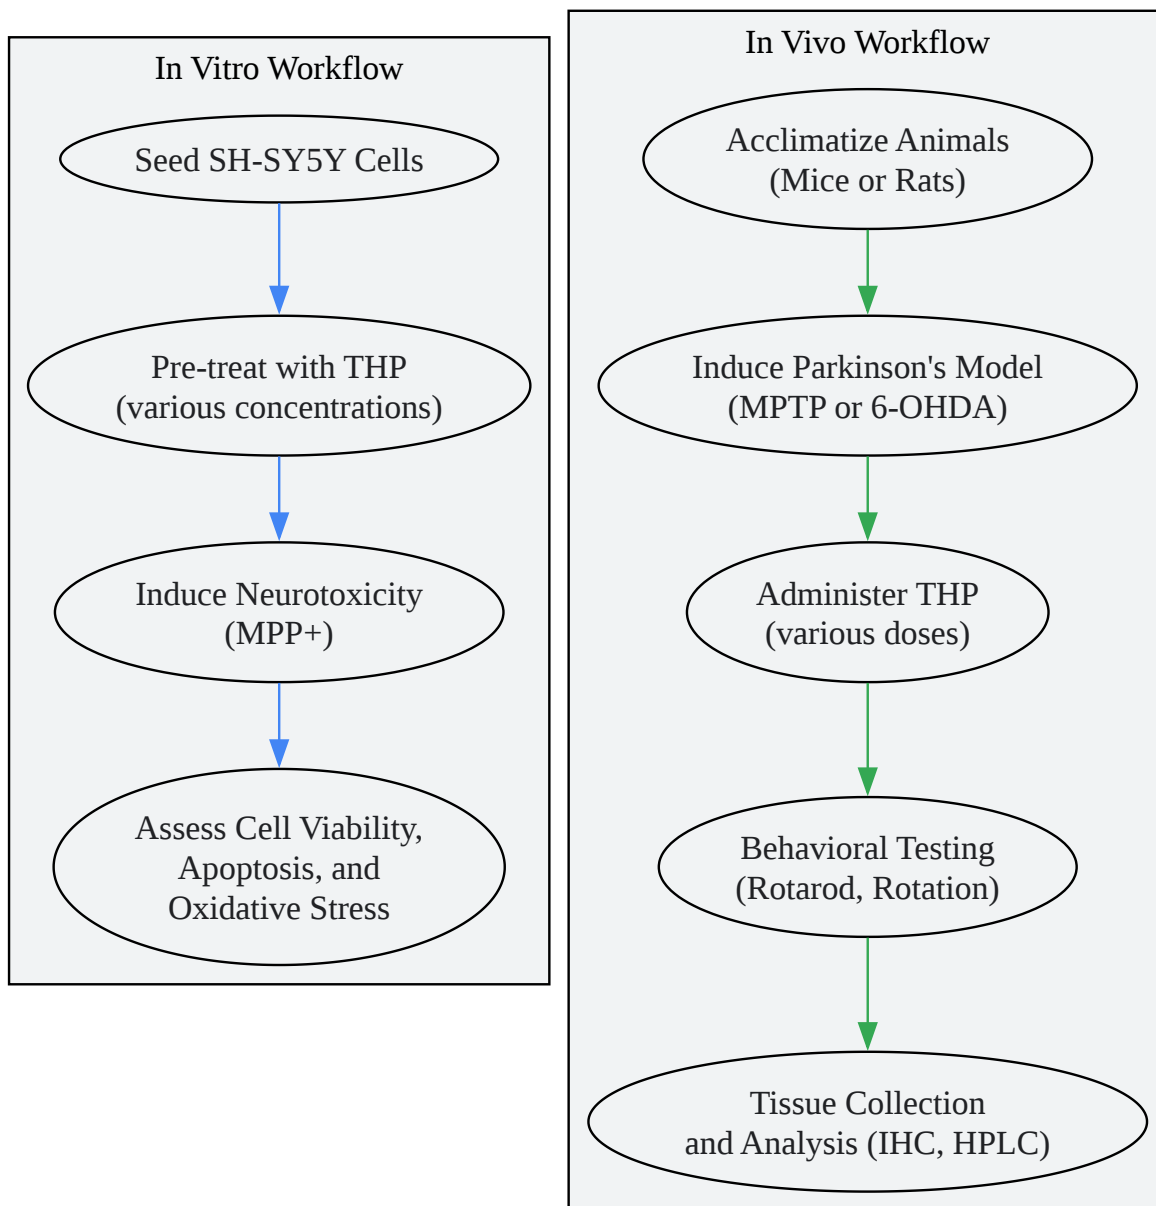 In Vitro Workflow
Seed SH-SY5Y Cells
Pre-treat with THP
(various concentrations)
Induce Neurotoxicity
(MPP+)
Assess Cell Viability,
Apoptosis, and
Oxidative Stress
In Vivo Workflow
Acclimatize Animals
(Mice or Rats)
Induce Parkinson's Model
(MPTP or 6-OHDA)
Administer THP
(various doses)
Behavioral Testing
(Rotarod, Rotation)
Tissue Collection
and Analysis (IHC, HPLC)